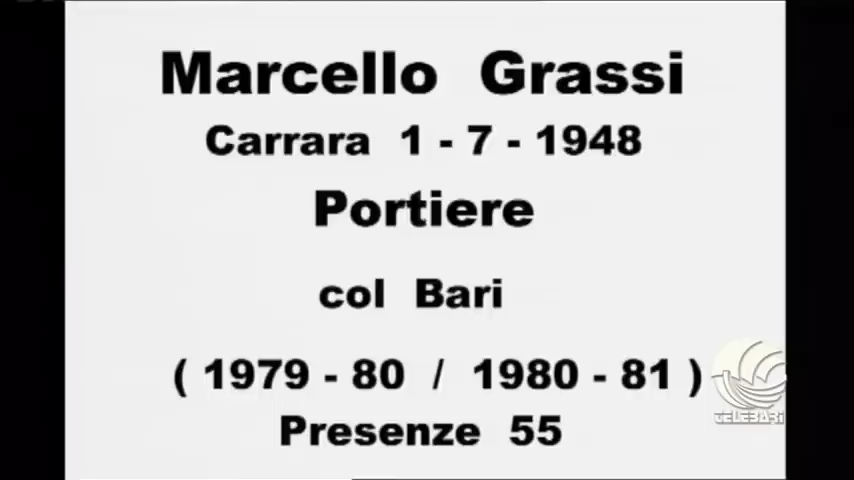 Marcello Grassi
Carrara 1 - 7 - 1948
Portiere
col Bari
( 1979 - 80 / 1980 - 81 )
Presenze 55
TELEBARI